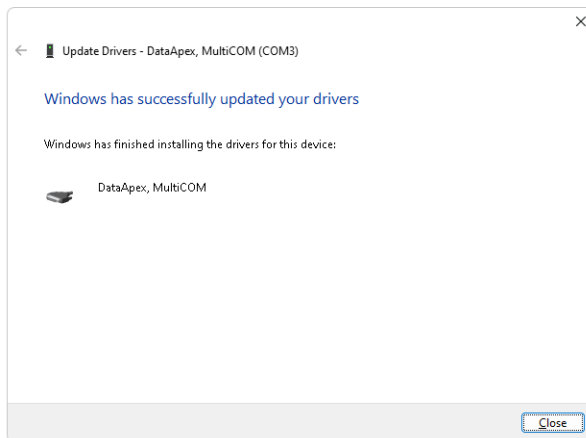 Update Drivers - DataApex, MultiCOM (COM3)
Windows has successfully updated your drivers
Windows has finished installing the drivers for this device:
DataApex, MultiCOM
Close